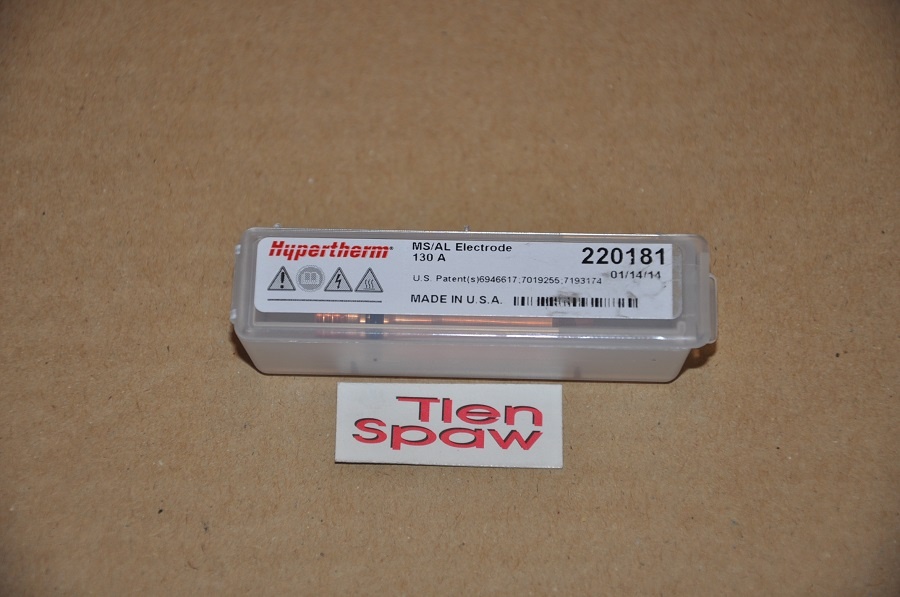 Hypertherm®
MS/AL Electrode
130 A
220181
01/14/14
U.S. Patent(s)6946617;7019255;7193174
MADE IN U.S.A.
Tlen
spaw